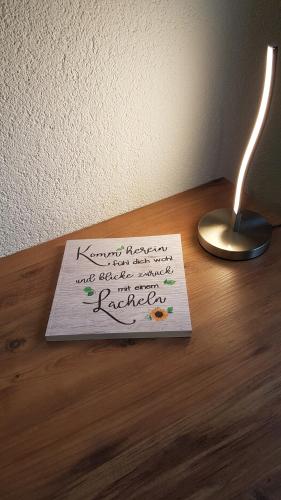 Komm herein
fühl dich wohl
und blicke zurück
mit einem
Lächeln